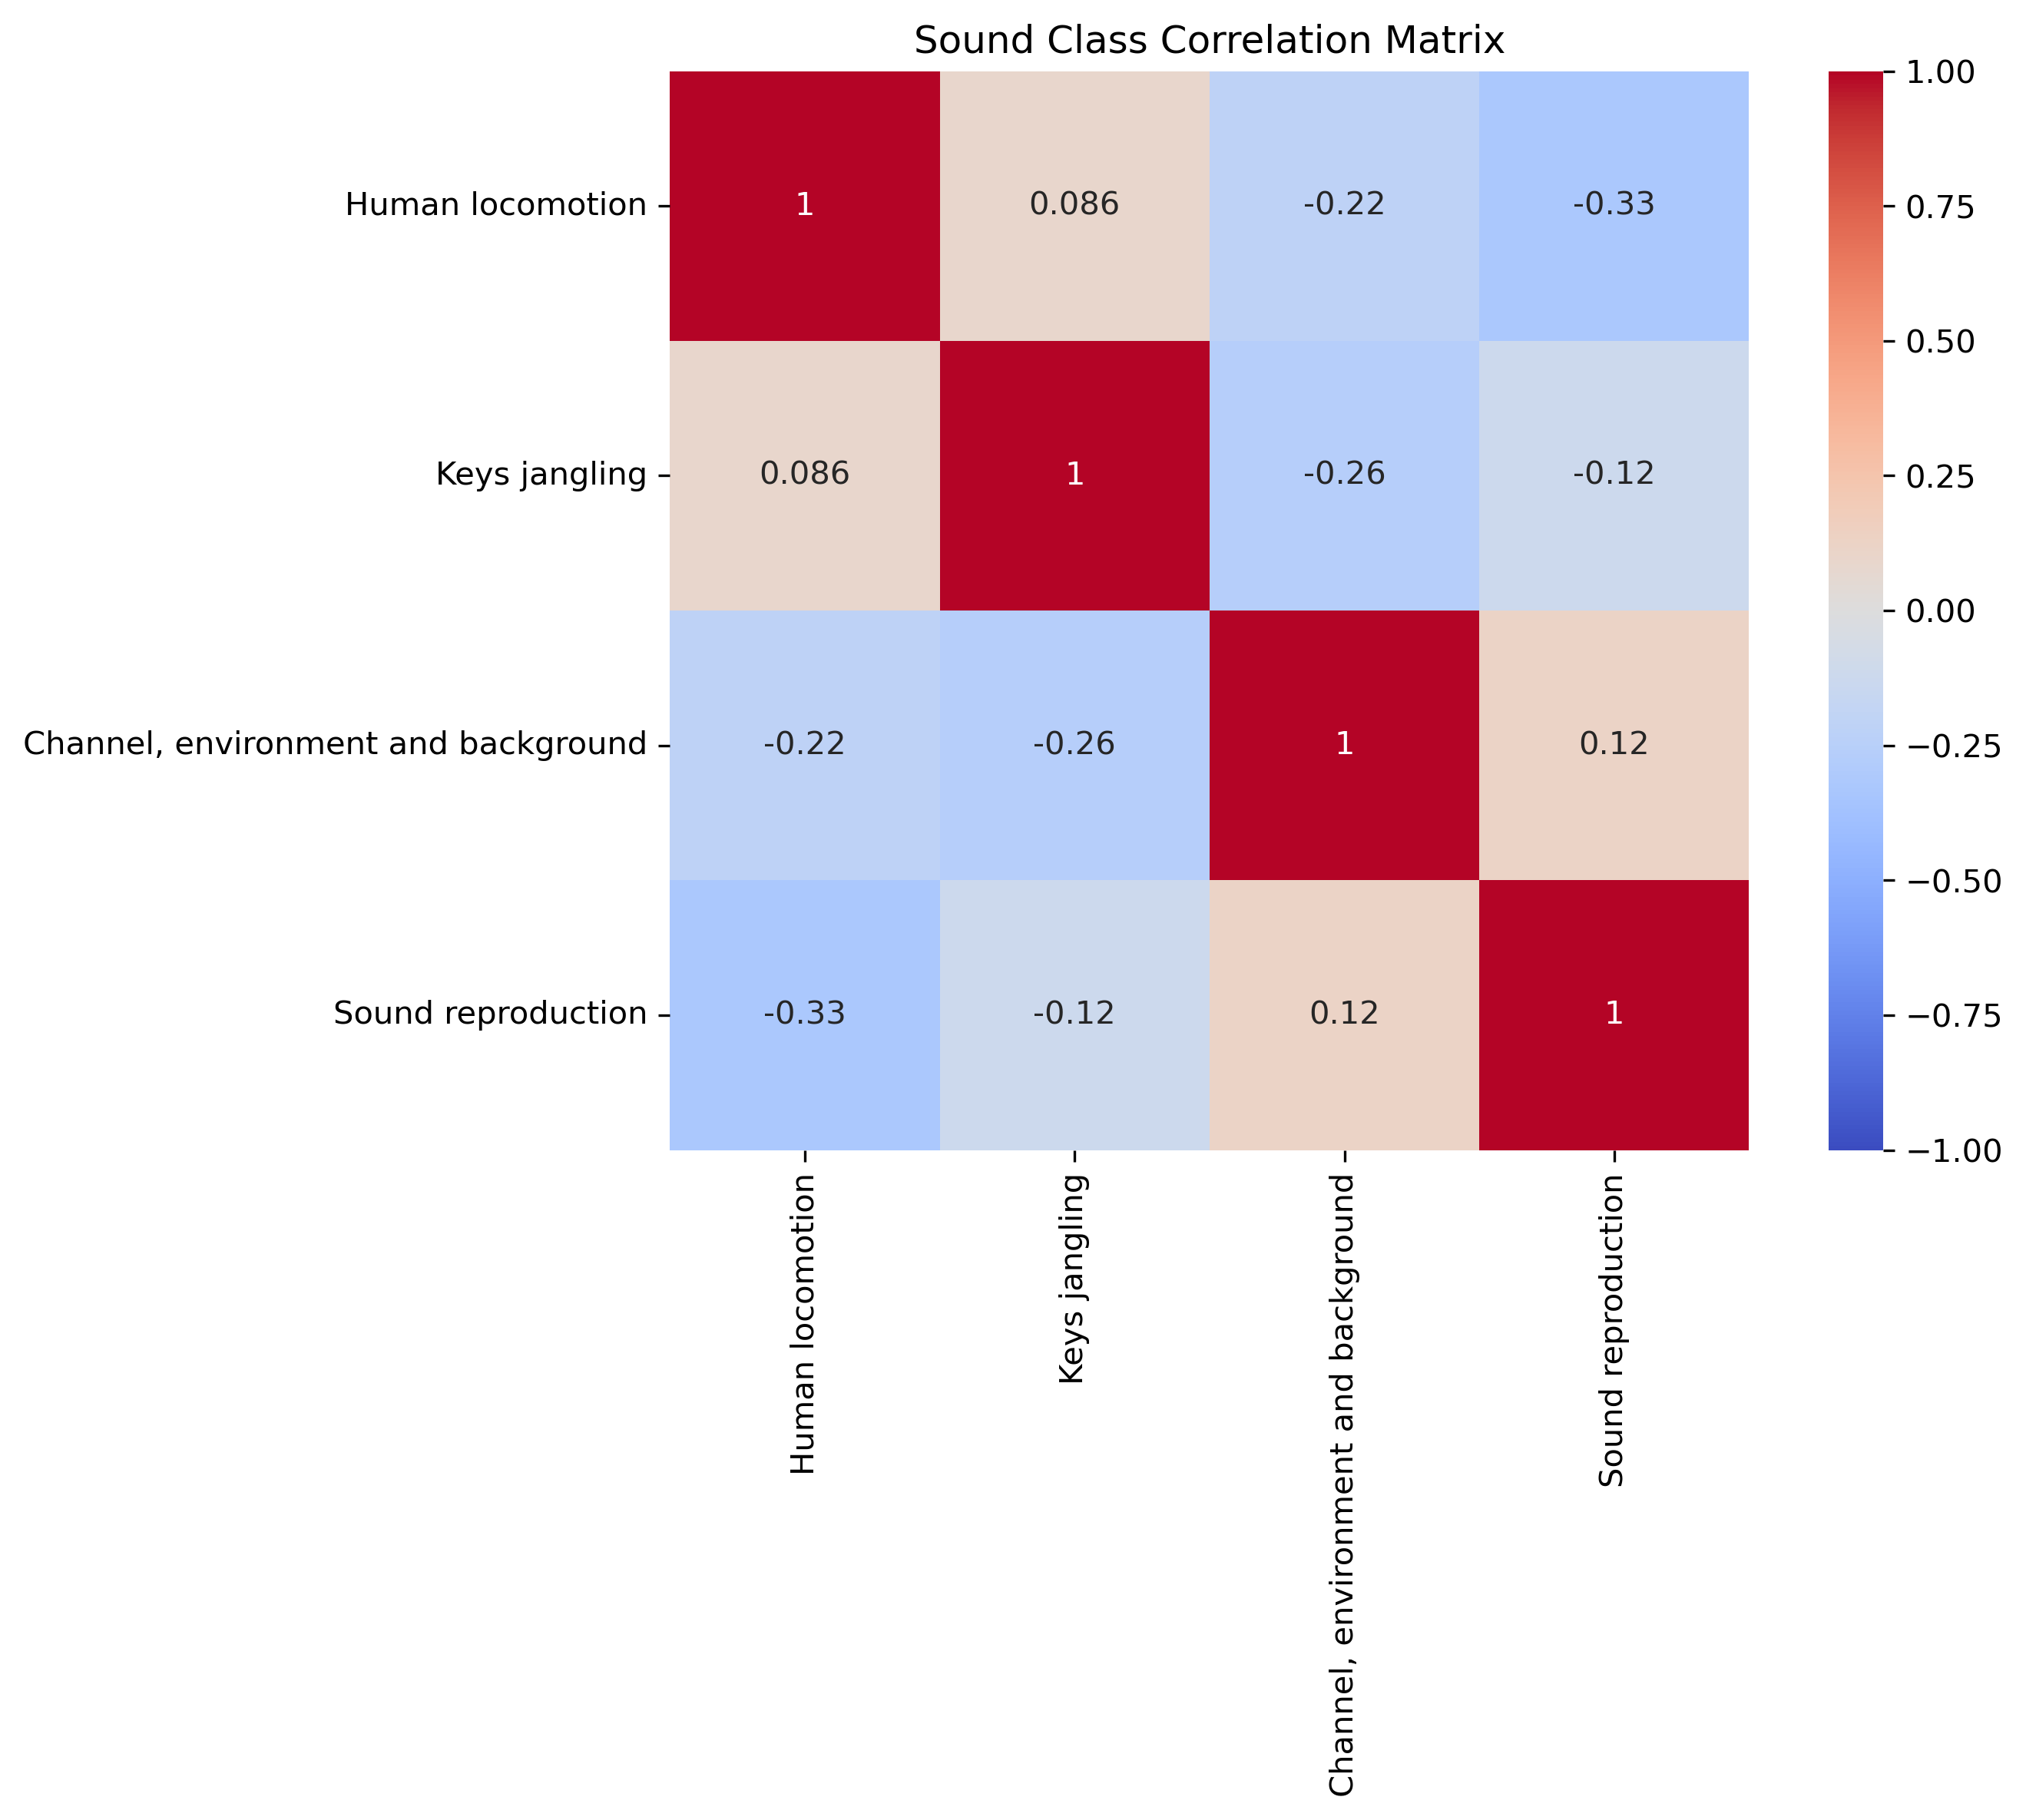 Sound Class Correlation Matrix
Human locomotion
1
0.086
-0.22
-0.33
Keys jangling
0.086
1
-0.26
-0.12
Channel, environment and background
-0.22
-0.26
1
0.12
Sound reproduction
-0.33
-0.12
0.12
1
Human locomotion
Keys jangling
Channel, environment and background
Sound reproduction
1.00
0.75
0.50
0.25
0.00
−0.25
−0.50
−0.75
−1.00